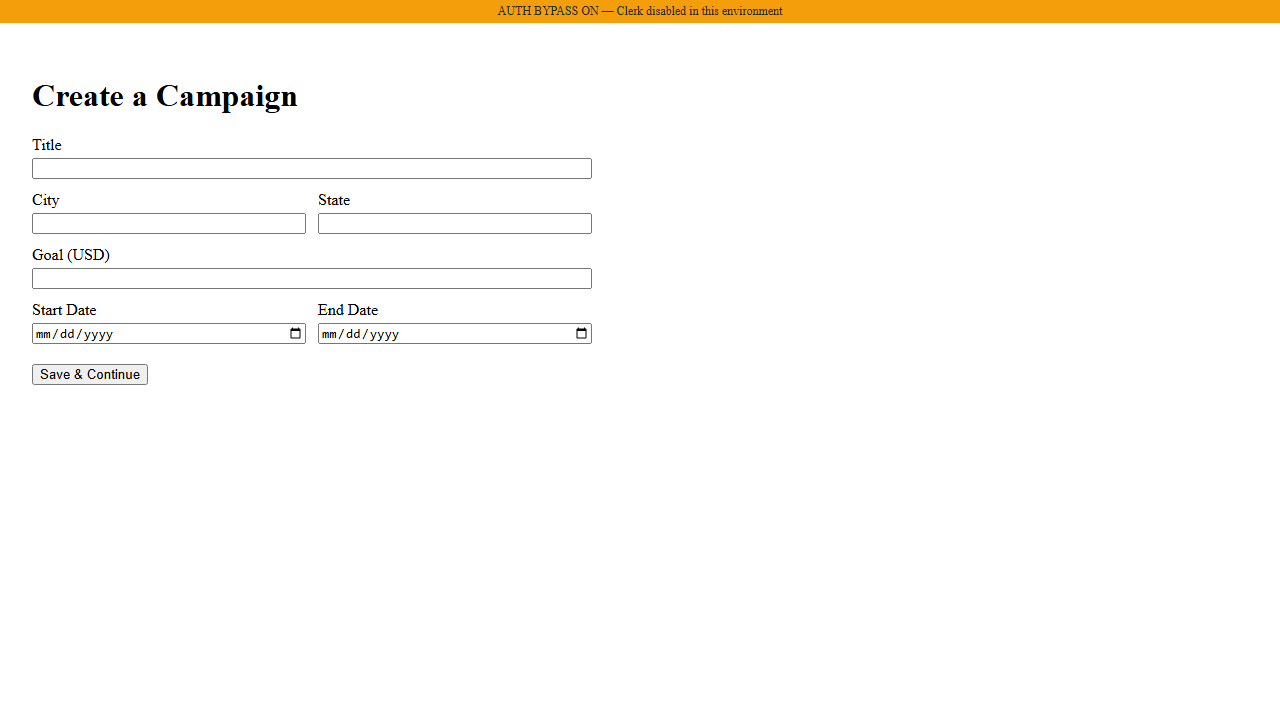 AUTH BYPASS ON — Clerk disabled in this environment
Create a Campaign
Title
City State
Goal (USD)
Start Date End Date
mm/dd/yyyy mm/dd/yyyy
Save & Continue